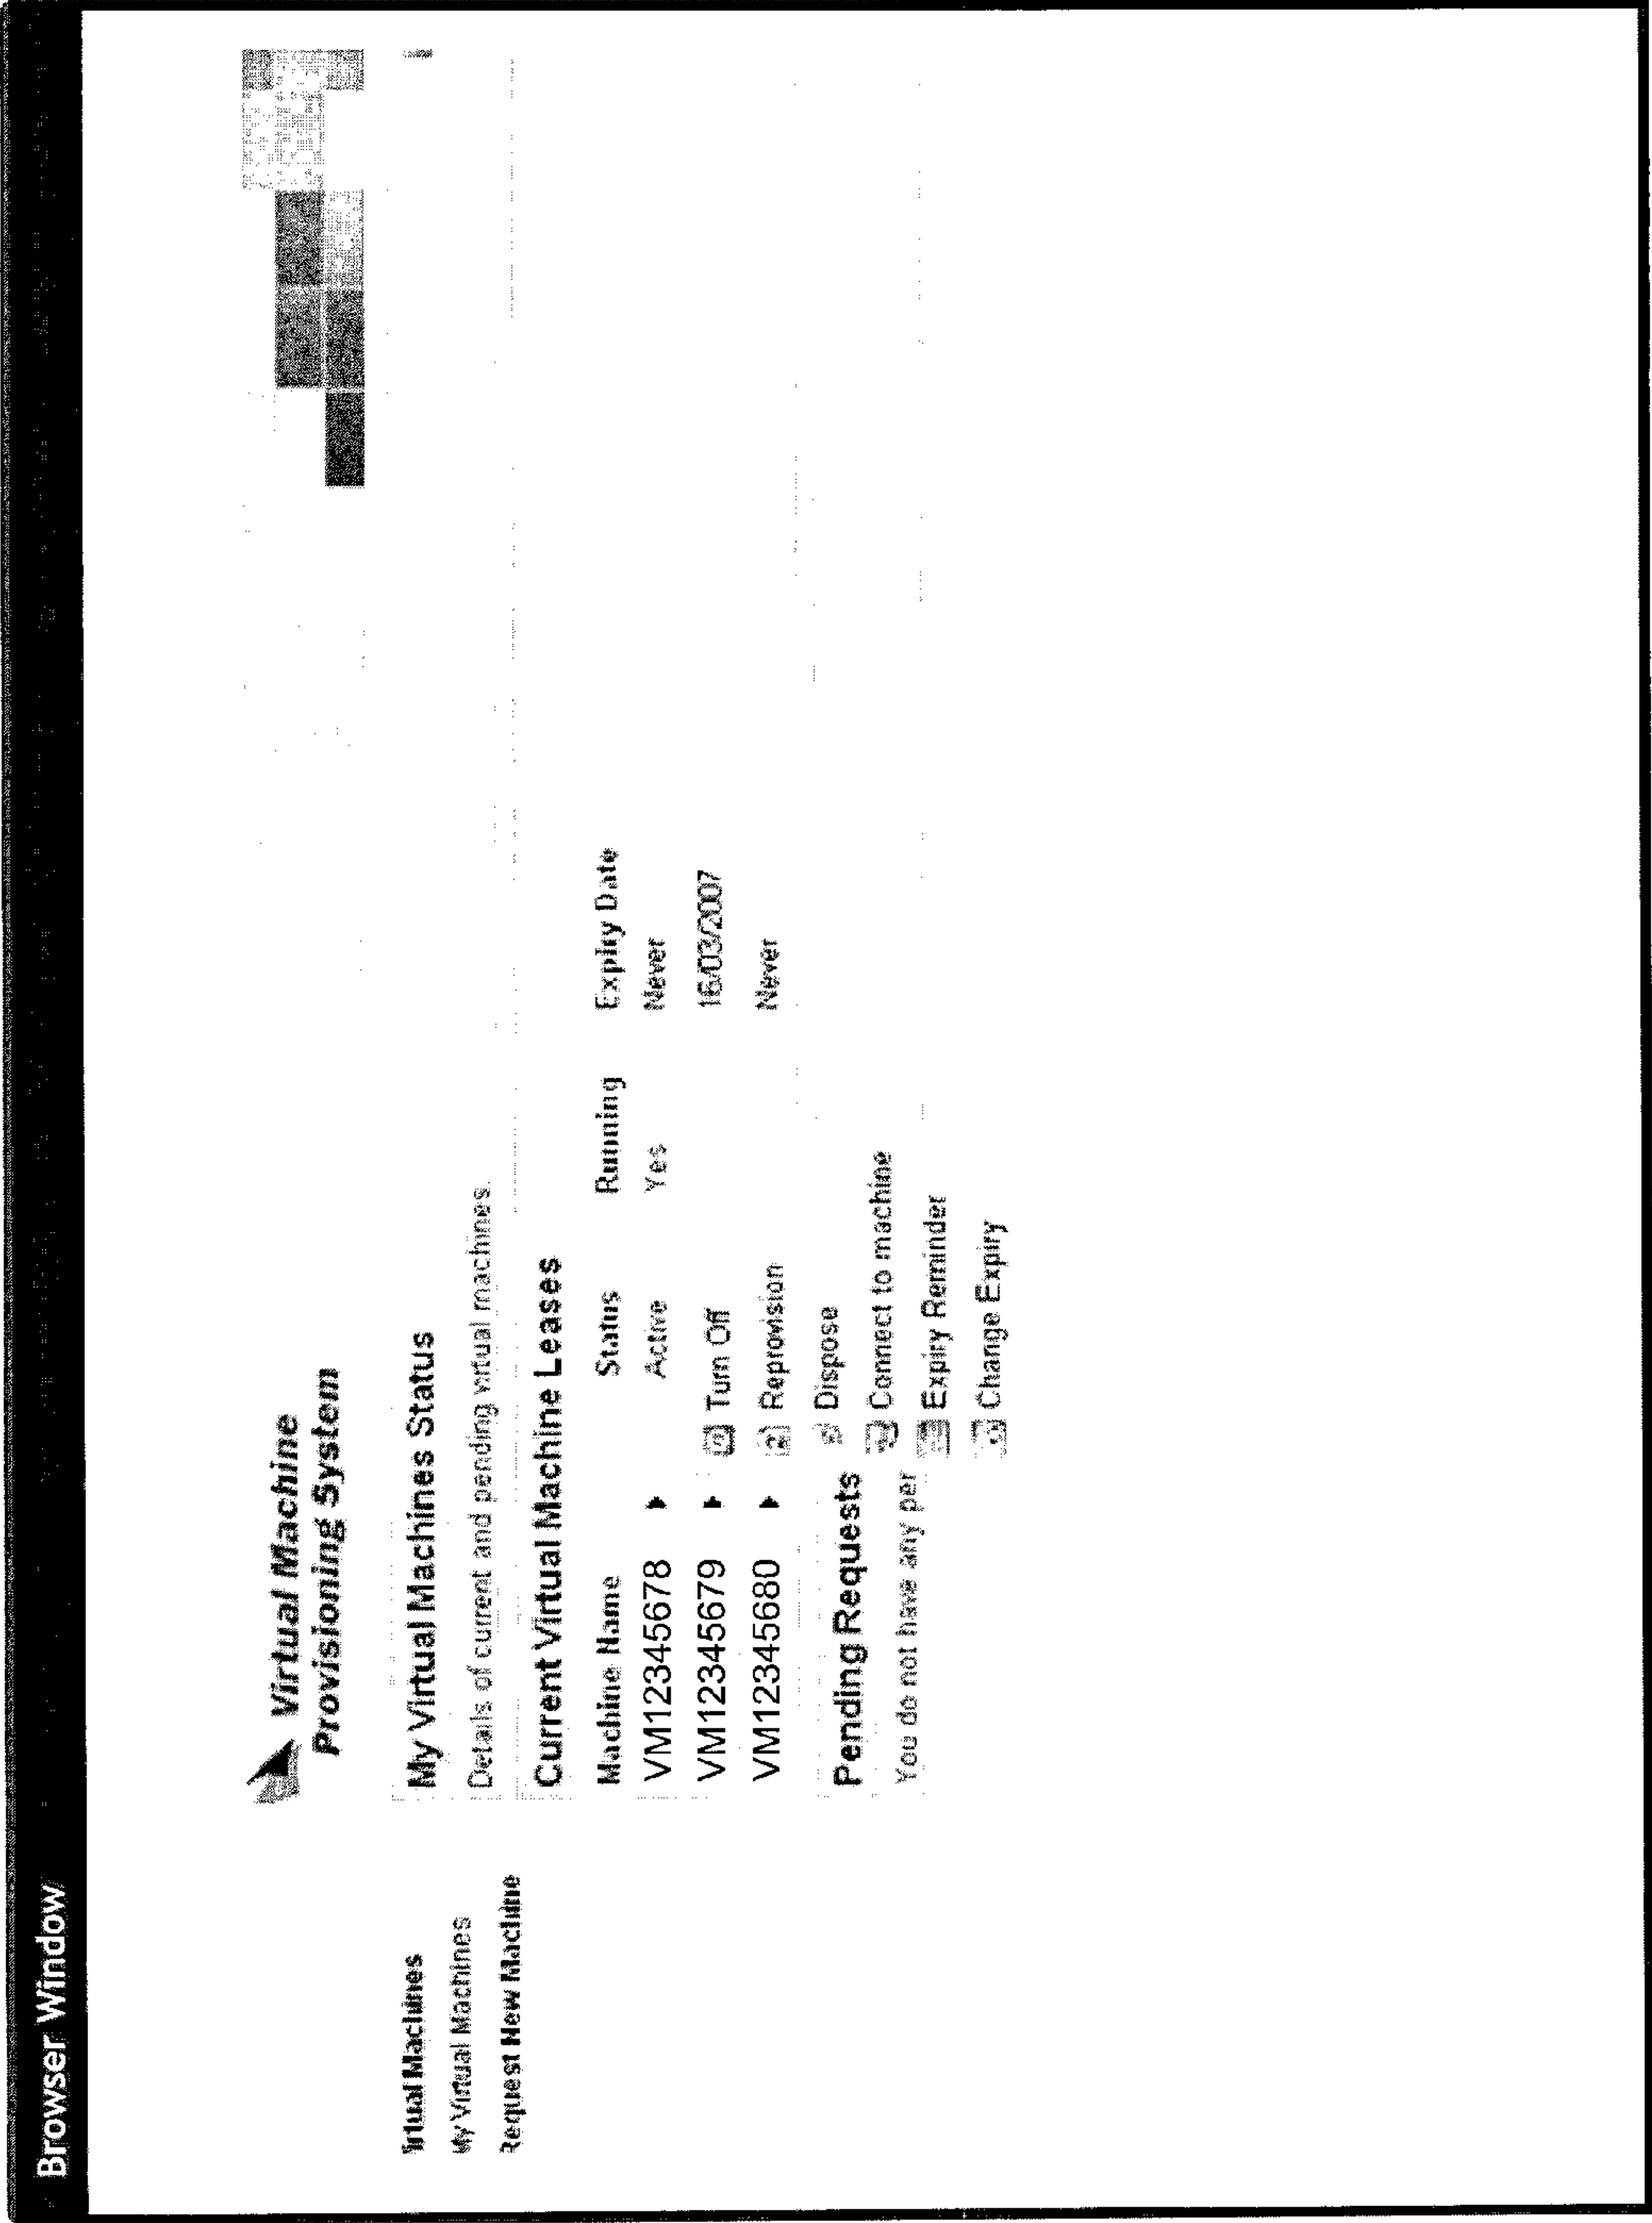 Browser Window
Virtual Machine
Provisioning System
Virtual Machines
My Virtual Machines
Request New Machine
My Virtual Machines Status
Details of current and pending virtual machines.
Current Virtual Machine Leases
Machine Name Status Running Expiry Date
VM12345678 Active Yes Never
VM12345679 16/03/2007
VM12345680 Never
Turn Off
Reprovision
Dispose
Connect to machine
Expiry Reminder
Change Expiry
Pending Requests
You do not have any per